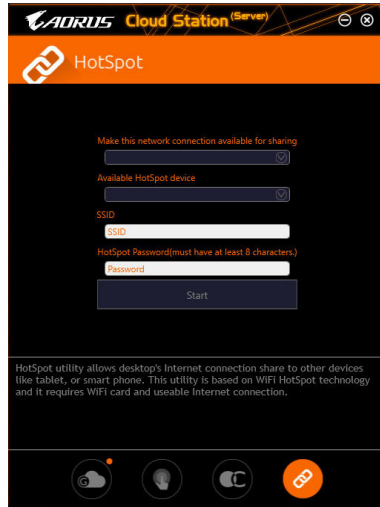 AORUS Cloud Station (Server)
HotSpot
Make this network connection available for sharing
Available HotSpot device
SSID
SSID
HotSpot Password(must have at least 8 characters.)
Password
Start
HotSpot utility allows desktop's Internet connection share to other devices
like tablet, or smart phone. This utility is based on WiFi HotSpot technology
and it requires WiFi card and useable Internet connection.
G